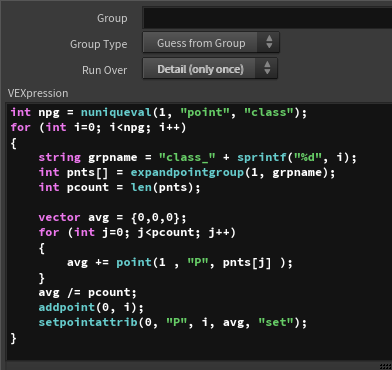 Group
Group Type Guess from Group
Run Over Detail (only once)
VEXpression
int npg = nuniqueval(1, "point", "class");
for (int i=0; i<npg; i++)
{
    string grpname = "class_" + sprintf("%d", i);
    int pnts[] = expandpointgroup(1, grpname);
    int pcount = len(pnts);

    vector avg = {0,0,0};
    for (int j=0; j<pcount; j++)
    {
        avg += point(1 , "P", pnts[j] );
    }
    avg /= pcount;
    addpoint(0, i);
    setpointattrib(0, "P", i, avg, "set");
}